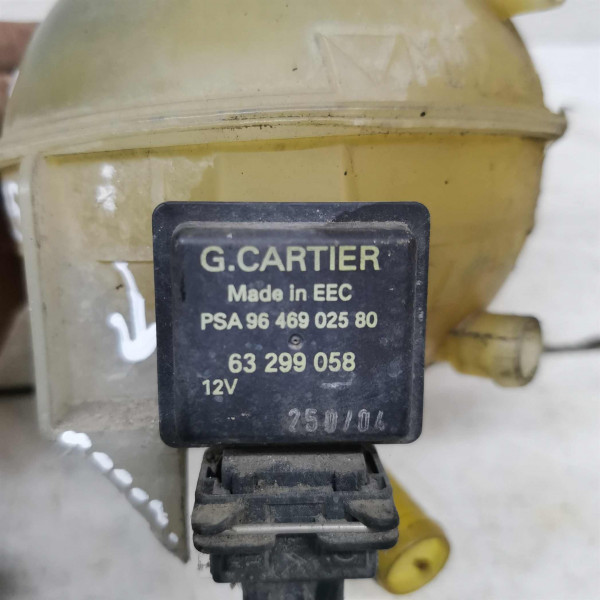 G.CARTIER
Made in EEC
PSA 96 469 025 80
63 299 058
12V
250/04